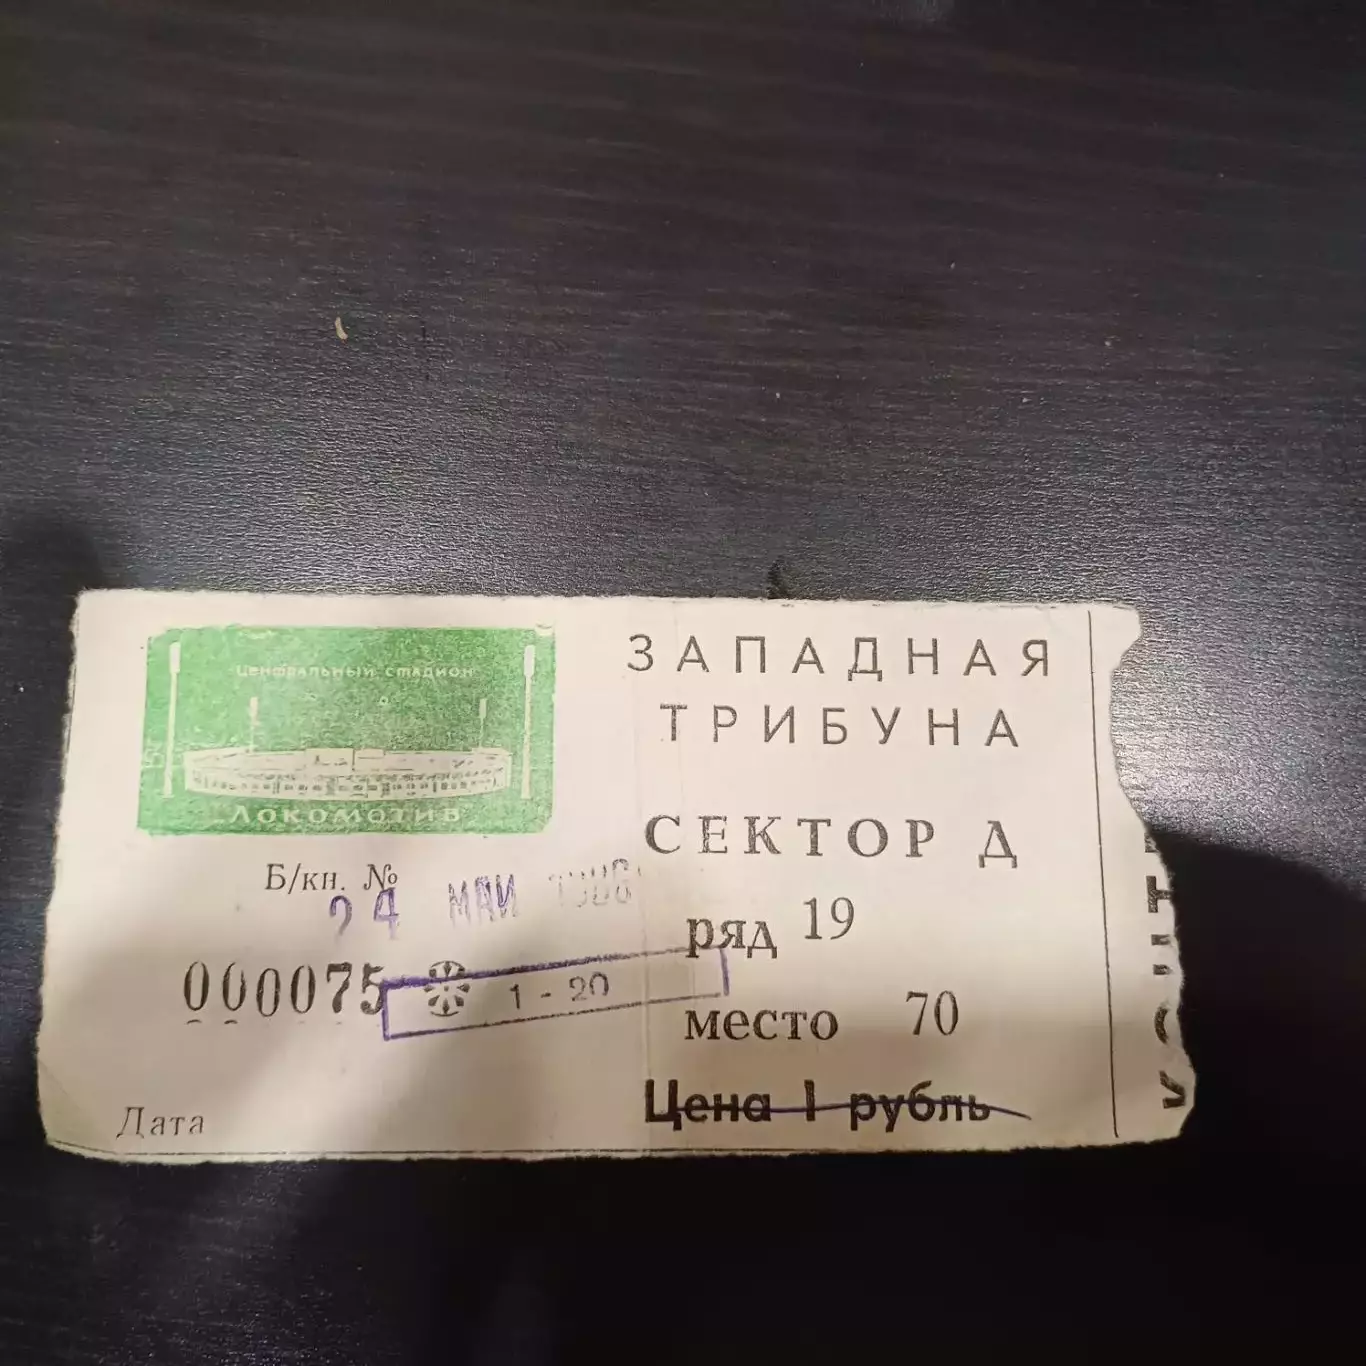 ЦЕНТРАЛЬНЫЙ СТАДИОН
ЛОКОМОТИВ
Б/кн. №
24 МАЙ 1986
000075
1 - 20
Дата
ЗАПАДНАЯ
ТРИБУНА
СЕКТОР Д
ряд 19
место 70
Цена 1 рубль